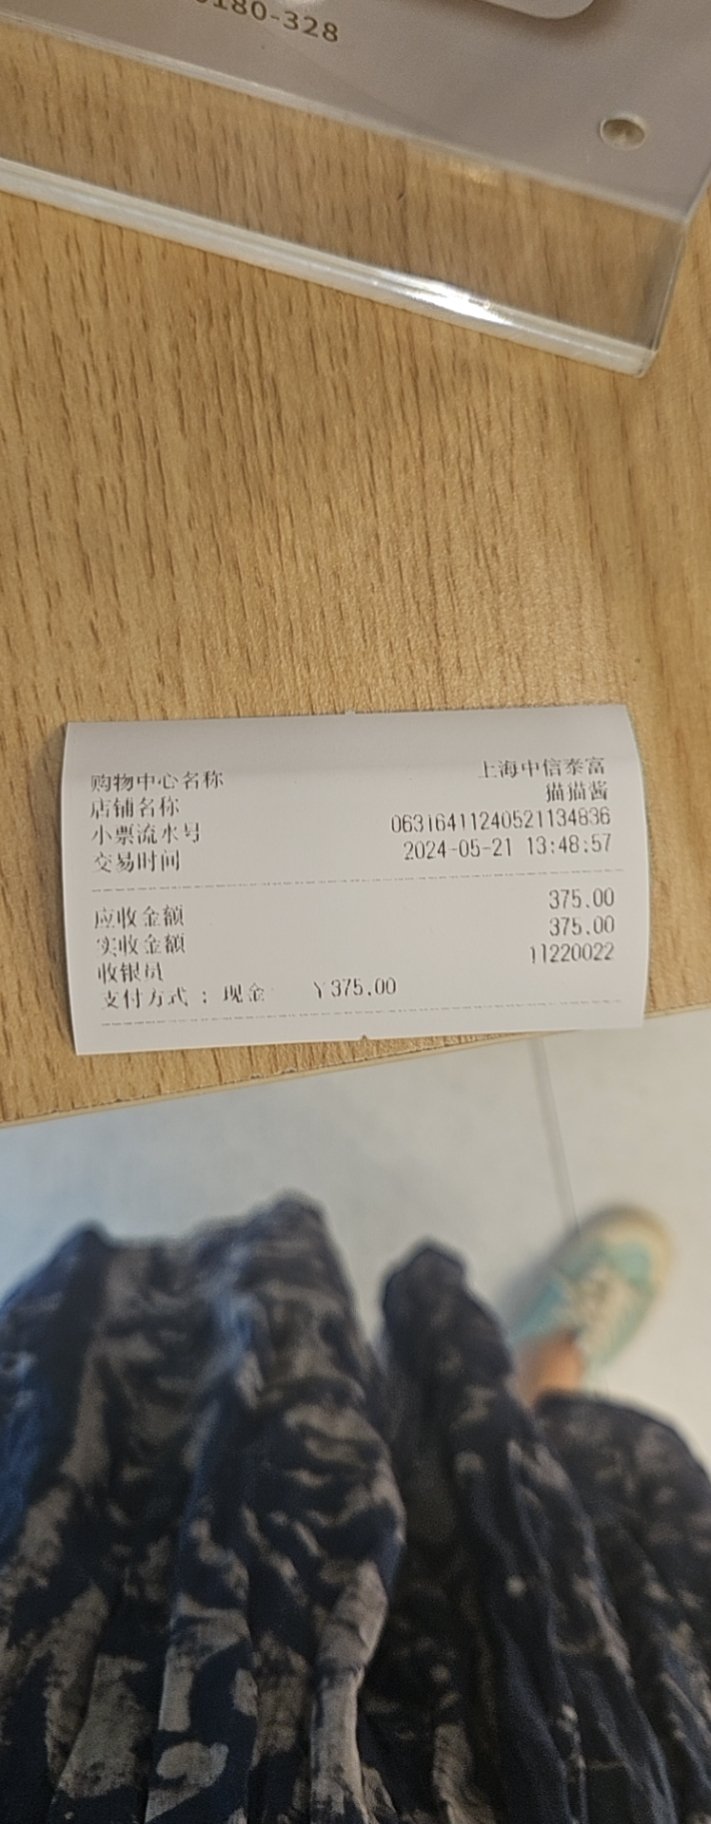 180-328
购物中心名称 上海中信泰富
店铺名称 猫猫酱
小票流水号 06316411240521134836
交易时间 2024-05-21 13:48:57
应收金额 375.00
实收金额 375.00
收银员 11220022
支付方式 : 现金 ¥375.00